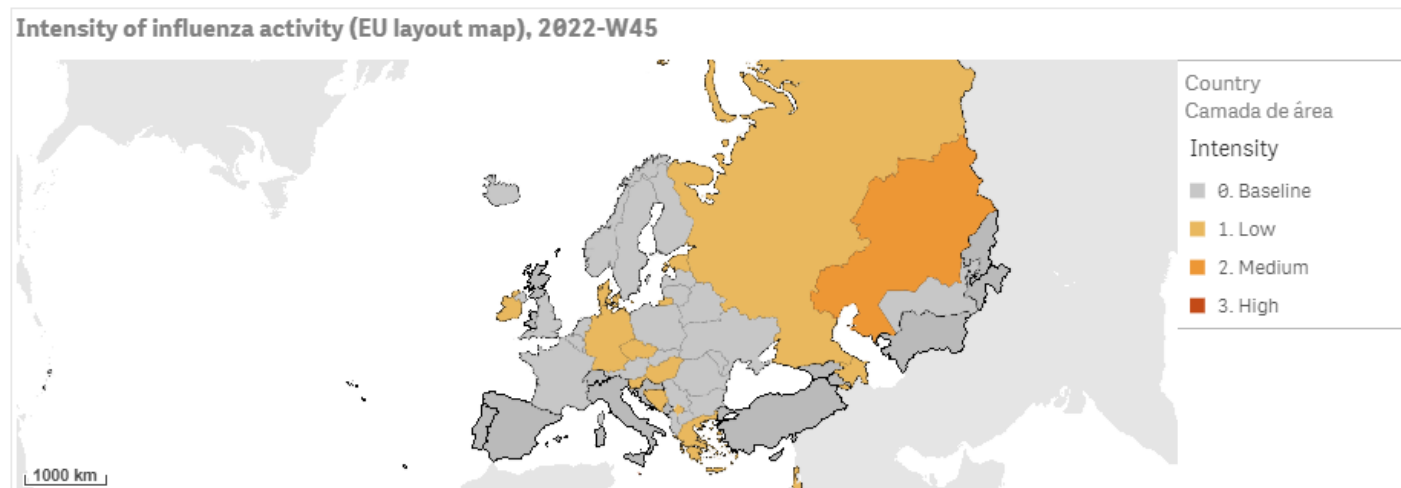 Intensity of influenza activity (EU layout map), 2022-W45
Country
Camada de área
Intensity
0. Baseline
1. Low
2. Medium
3. High
1000 km